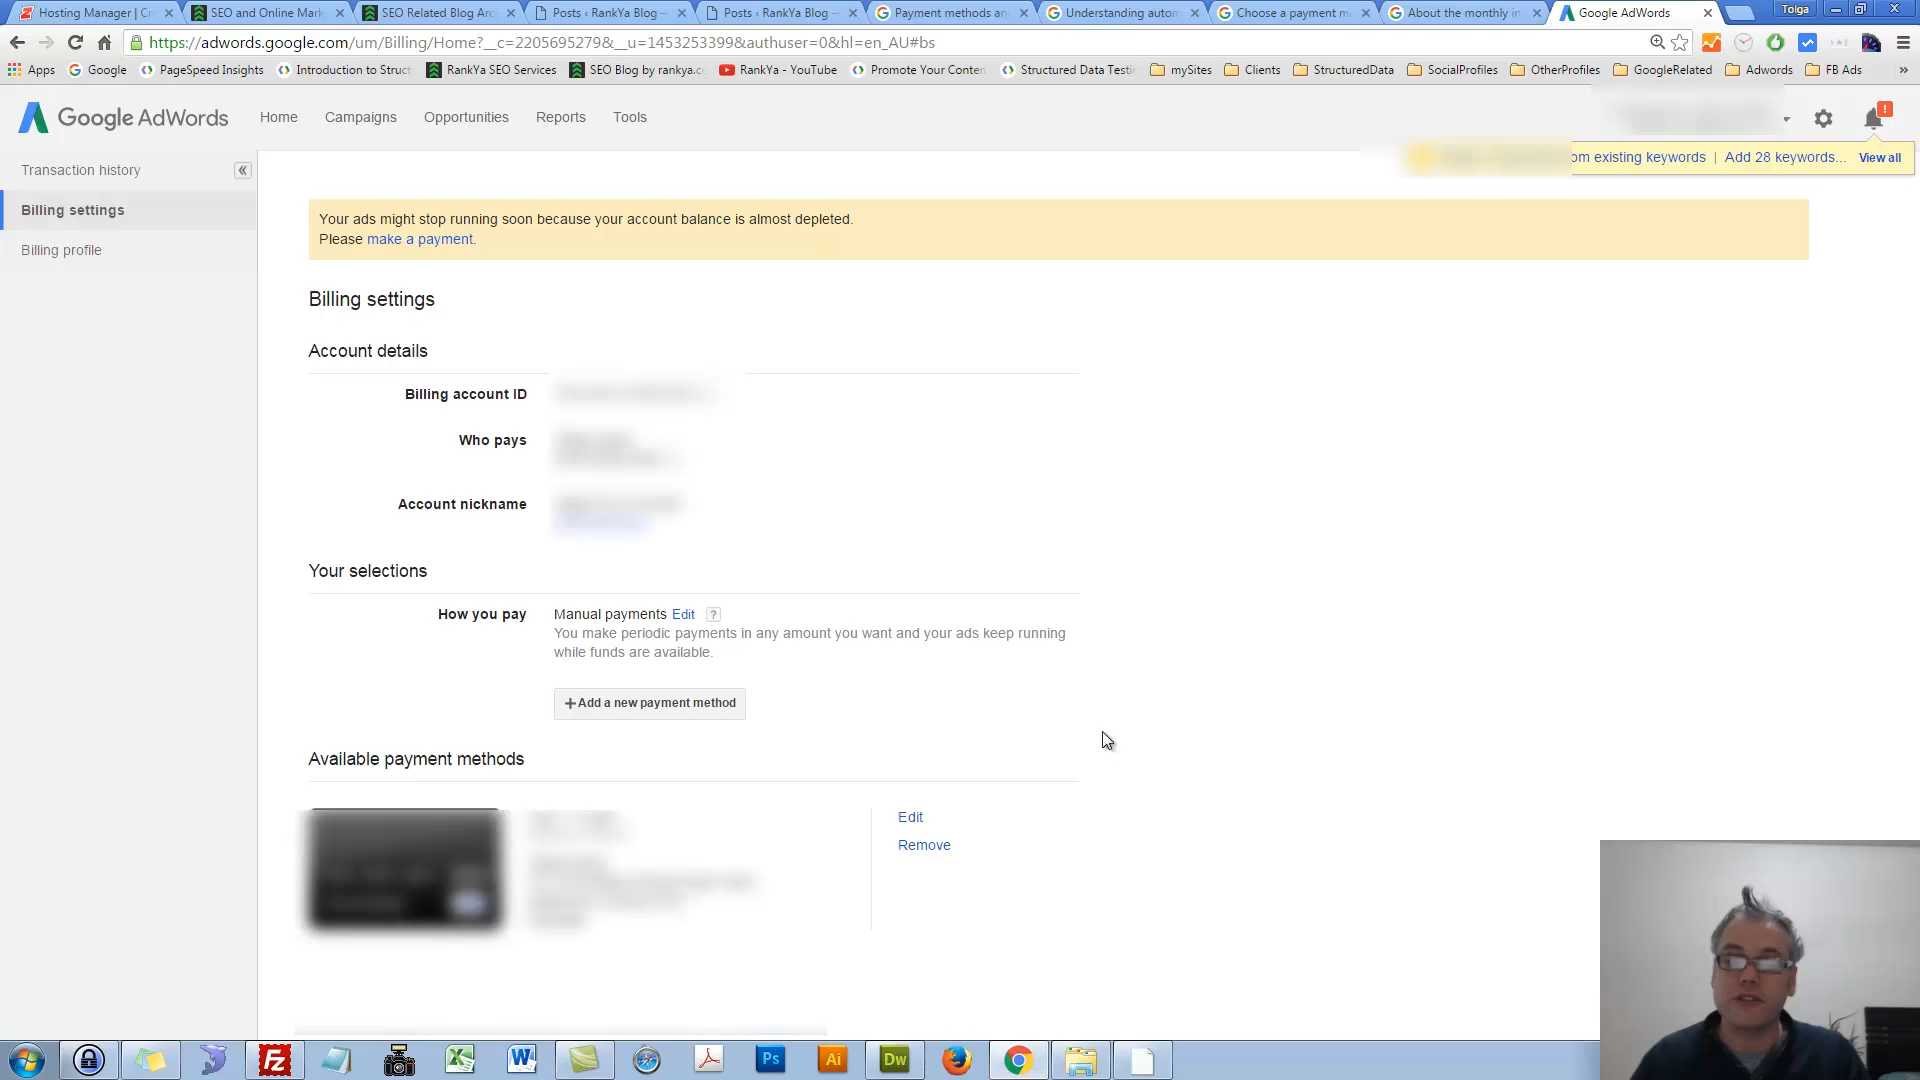 Hosting Manager | Cr
SEO and Online Mark
SEO Related Blog Arc
Posts ‹ RankYa Blog —
Posts ‹ RankYa Blog —
Payment methods an
Understanding autom
Choose a payment m
About the monthly in
Google AdWords
Tolga
https://adwords.google.com/um/Billing/Home?__c=2205695279&__u=1453253399&authuser=0&hl=en_AU#bs
Apps
Google
PageSpeed Insights
Introduction to Struct
RankYa SEO Services
SEO Blog by rankya.co
RankYa - YouTube
Promote Your Conten
Structured Data Testi
mySites
Clients
StructuredData
SocialProfiles
OtherProfiles
GoogleRelated
Adwords
FB Ads
»
Google AdWords
Home
Campaigns
Opportunities
Reports
Tools
!
om existing keywords | Add 28 keywords... View all
Transaction history
«
Billing settings
Billing profile
Your ads might stop running soon because your account balance is almost depleted.
Please make a payment.
Billing settings
Account details
Billing account ID
Who pays
Account nickname
Your selections
How you pay
Manual payments Edit ?
You make periodic payments in any amount you want and your ads keep running
while funds are available.
+Add a new payment method
Available payment methods
Edit
Remove
Fz
W
Ps
Ai
Dw